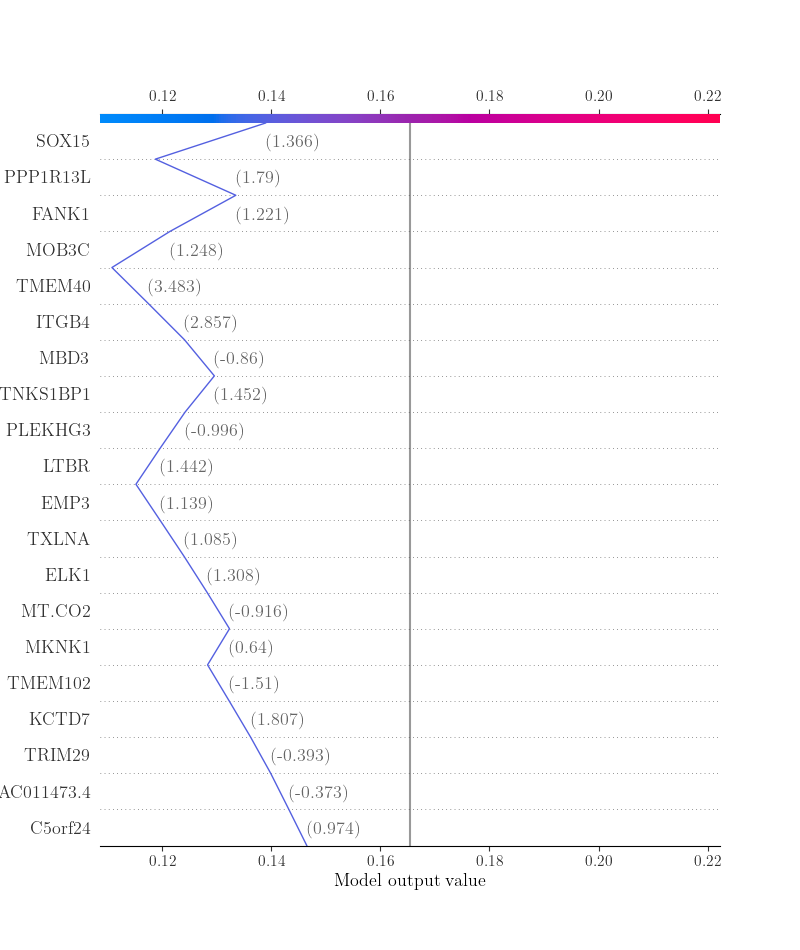 0.12 0.14 0.16 0.18 0.20 0.22
SOX15 (1.366)
PPP1R13L (1.79)
FANK1 (1.221)
MOB3C (1.248)
TMEM40 (3.483)
ITGB4 (2.857)
MBD3 (-0.86)
TNKS1BP1 (1.452)
PLEKHG3 (-0.996)
LTBR (1.442)
EMP3 (1.139)
TXLNA (1.085)
ELK1 (1.308)
MT.CO2 (-0.916)
MKNK1 (0.64)
TMEM102 (-1.51)
KCTD7 (1.807)
TRIM29 (-0.393)
AC011473.4 (-0.373)
C5orf24 (0.974)
0.12 0.14 0.16 0.18 0.20 0.22
Model output value